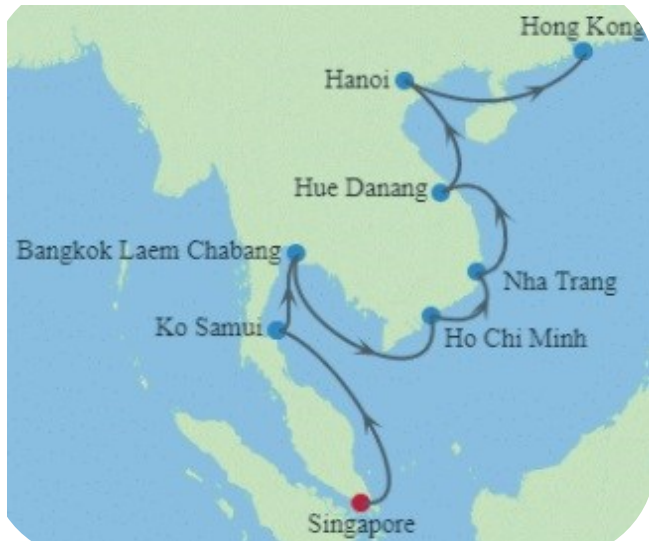 Hong Kong
Hanoi
Hue Danang
Bangkok Laem Chabang
Nha Trang
Ko Samui
Ho Chi Minh
Singapore